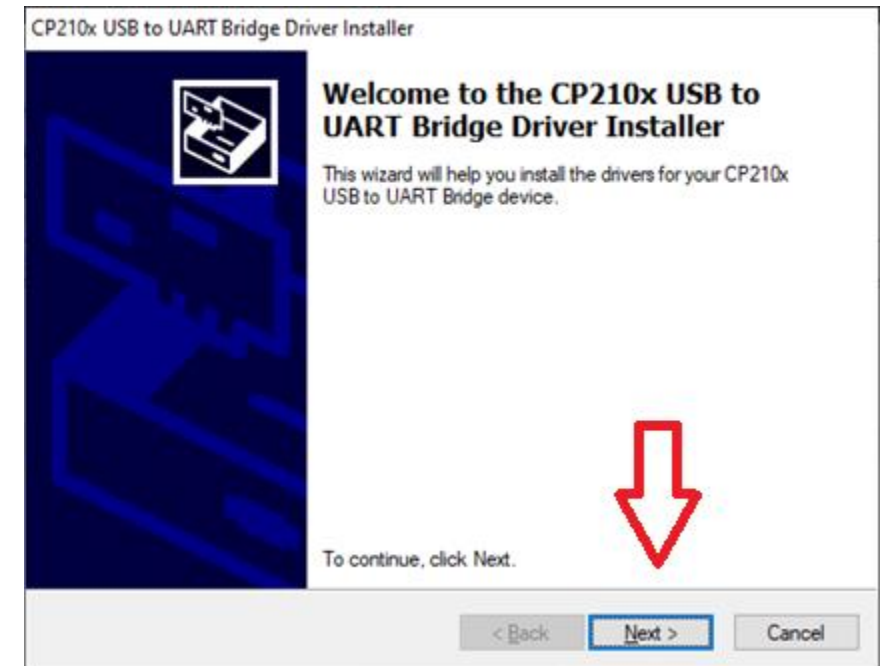 CP210x USB to UART Bridge Driver Installer
Welcome to the CP210x USB to
UART Bridge Driver Installer
This wizard will help you install the drivers for your CP210x
USB to UART Bridge device.
To continue, click Next.
< Back Next > Cancel